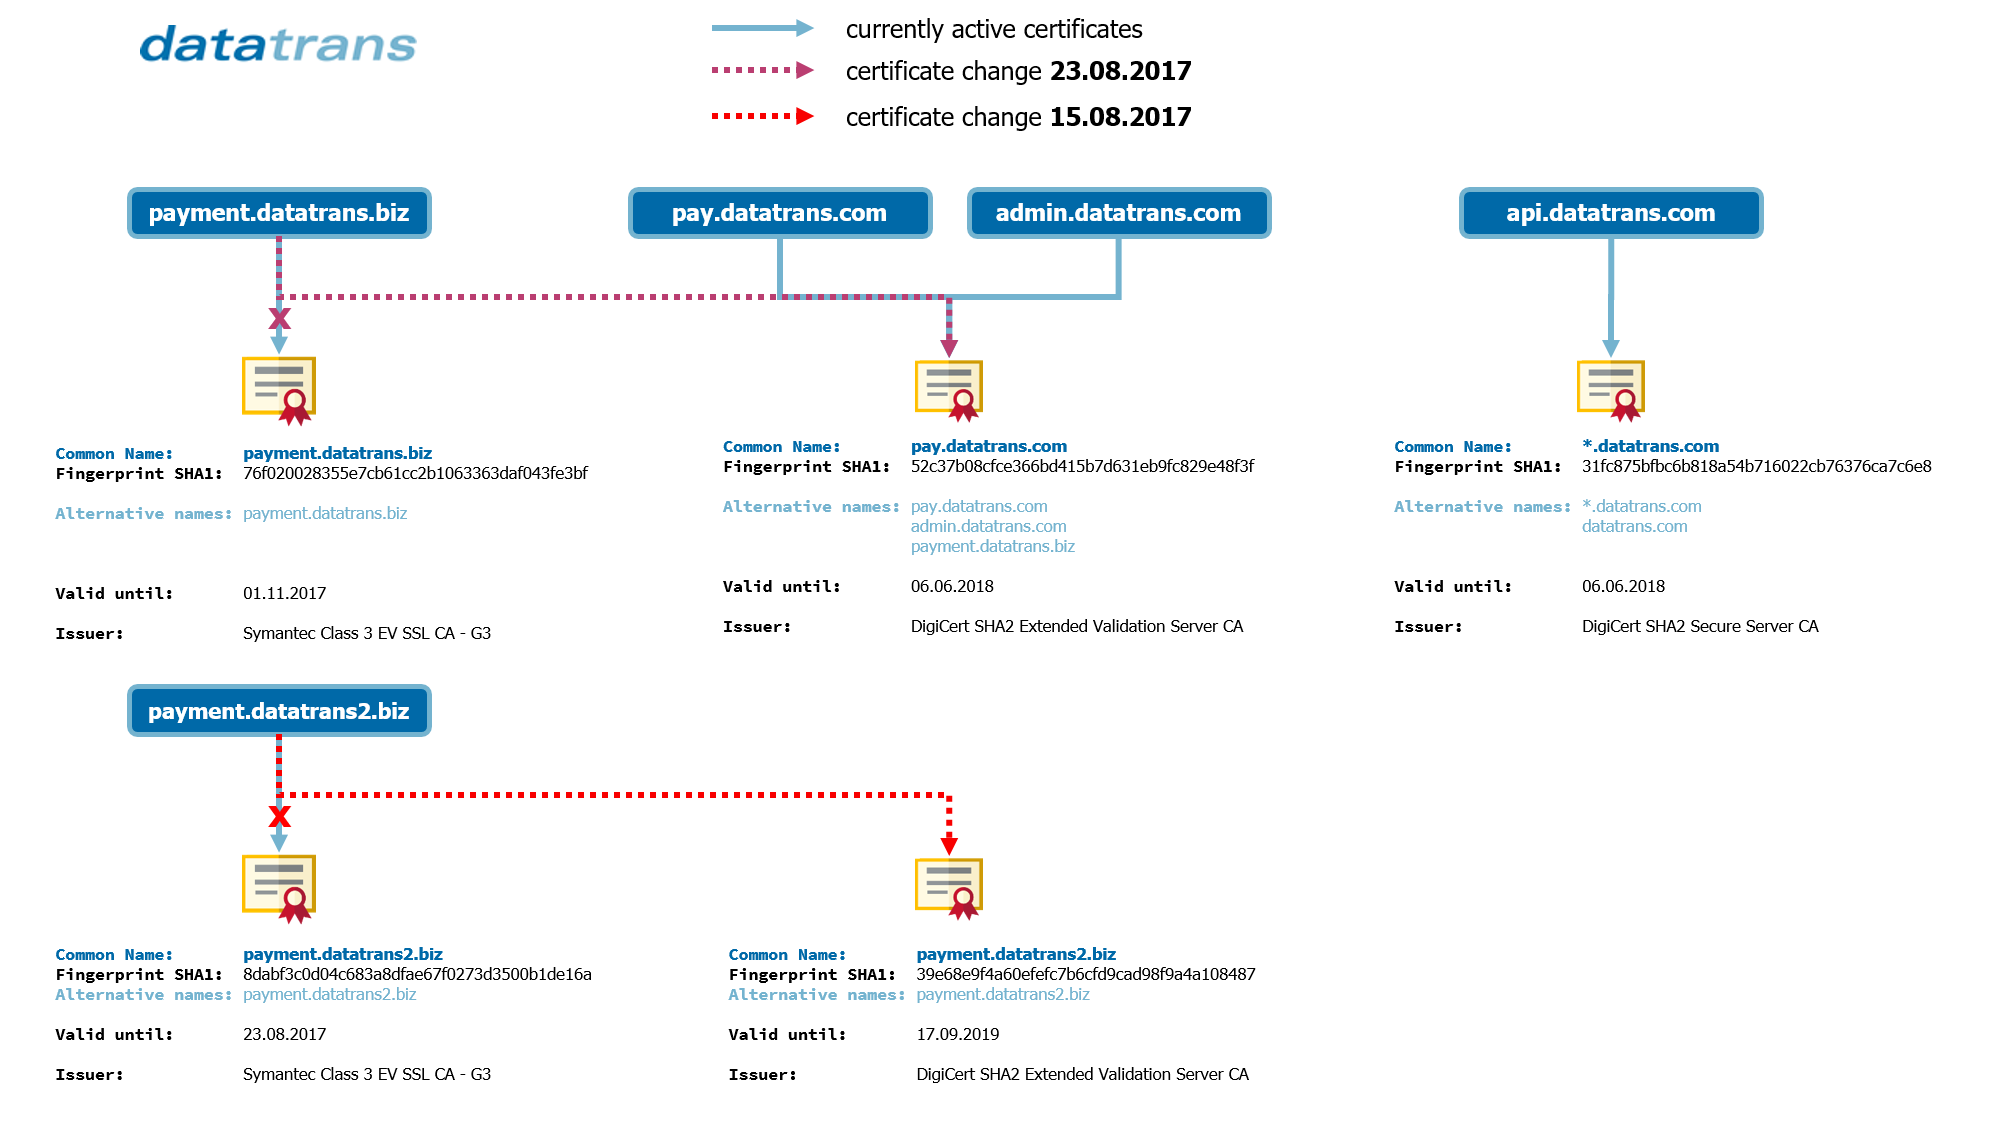 datatrans
currently active certificates
certificate change 23.08.2017
certificate change 15.08.2017
payment.datatrans.biz
pay.datatrans.com
admin.datatrans.com
api.datatrans.com
X
Common Name: payment.datatrans.biz
Fingerprint SHA1: 76f020028355e7cb61cc2b1063363daf043fe3bf
Alternative names: payment.datatrans.biz
Valid until: 01.11.2017
Issuer: Symantec Class 3 EV SSL CA - G3
Common Name: pay.datatrans.com
Fingerprint SHA1: 52c37b08cfce366bd415b7d631eb9fc829e48f3f
Alternative names: pay.datatrans.com
admin.datatrans.com
payment.datatrans.biz
Valid until: 06.06.2018
Issuer: DigiCert SHA2 Extended Validation Server CA
Common Name: *.datatrans.com
Fingerprint SHA1: 31fc875bfbc6b818a54b716022cb76376ca7c6e8
Alternative names: *.datatrans.com
datatrans.com
Valid until: 06.06.2018
Issuer: DigiCert SHA2 Secure Server CA
payment.datatrans2.biz
X
Common Name: payment.datatrans2.biz
Fingerprint SHA1: 8dabf3c0d04c683a8dfae67f0273d3500b1de16a
Alternative names: payment.datatrans2.biz
Valid until: 23.08.2017
Issuer: Symantec Class 3 EV SSL CA - G3
Common Name: payment.datatrans2.biz
Fingerprint SHA1: 39e68e9f4a60efefc7b6cfd9cad98f9a4a108487
Alternative names: payment.datatrans2.biz
Valid until: 17.09.2019
Issuer: DigiCert SHA2 Extended Validation Server CA